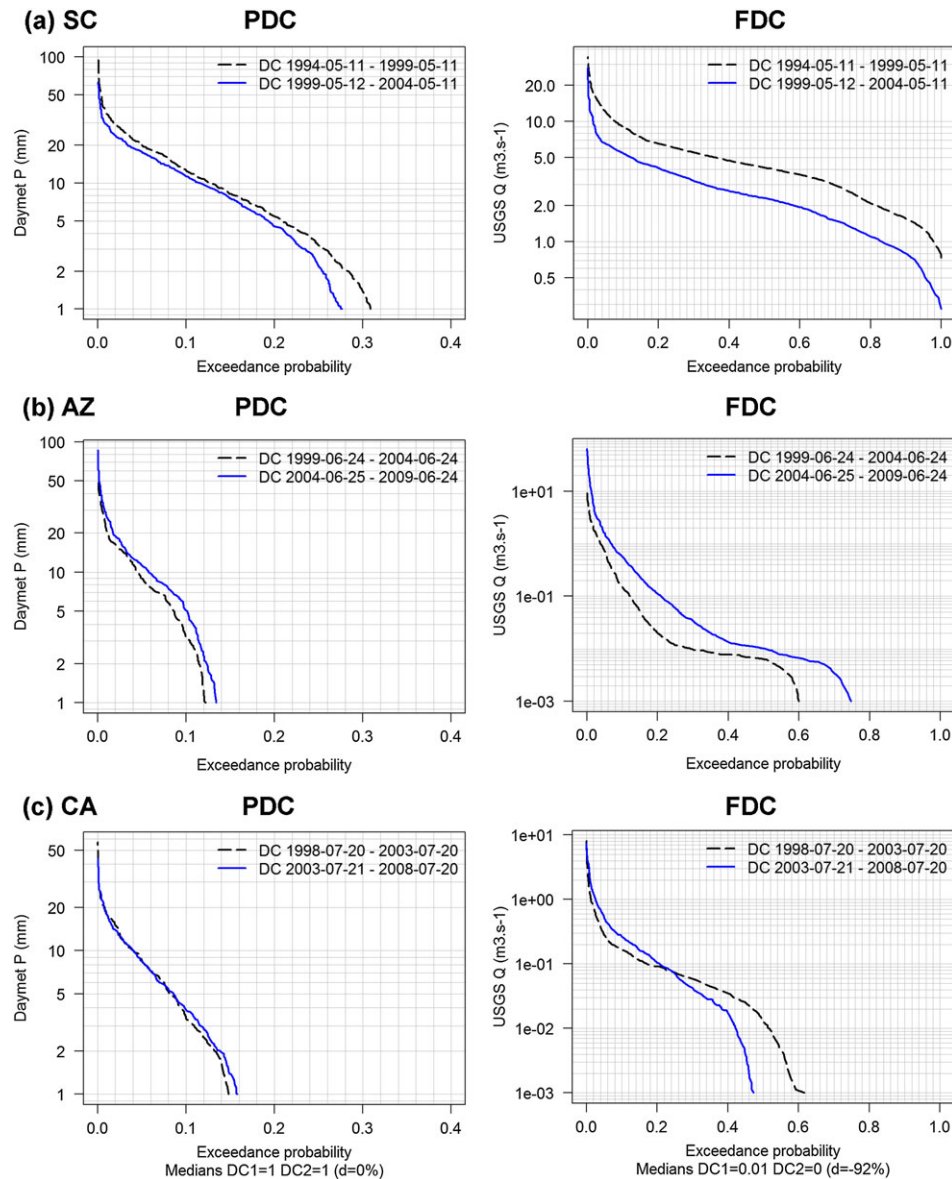 (a) SC
PDC
FDC
Daymet P (mm)
100
50
20
10
5
2
1
DC 1994-05-11 - 1999-05-11
DC 1999-05-12 - 2004-05-11
0.0 0.1 0.2 0.3 0.4
Exceedance probability
USGS Q (m3.s-1)
20.0
10.0
5.0
2.0
1.0
0.5
DC 1994-05-11 - 1999-05-11
DC 1999-05-12 - 2004-05-11
0.0 0.2 0.4 0.6 0.8 1.0
Exceedance probability
(b) AZ
PDC
FDC
Daymet P (mm)
100
50
20
10
5
2
1
DC 1999-06-24 - 2004-06-24
DC 2004-06-25 - 2009-06-24
0.0 0.1 0.2 0.3 0.4
Exceedance probability
USGS Q (m3.s-1)
1e+01
1e-01
1e-03
DC 1999-06-24 - 2004-06-24
DC 2004-06-25 - 2009-06-24
0.0 0.2 0.4 0.6 0.8 1.0
Exceedance probability
(c) CA
PDC
FDC
Daymet P (mm)
50
20
10
5
2
1
DC 1998-07-20 - 2003-07-20
DC 2003-07-21 - 2008-07-20
0.0 0.1 0.2 0.3 0.4
Exceedance probability
Medians DC1=1 DC2=1 (d=0%)
USGS Q (m3.s-1)
1e+01
1e+00
1e-01
1e-02
1e-03
DC 1998-07-20 - 2003-07-20
DC 2003-07-21 - 2008-07-20
0.0 0.2 0.4 0.6 0.8 1.0
Exceedance probability
Medians DC1=0.01 DC2=0 (d=-92%)